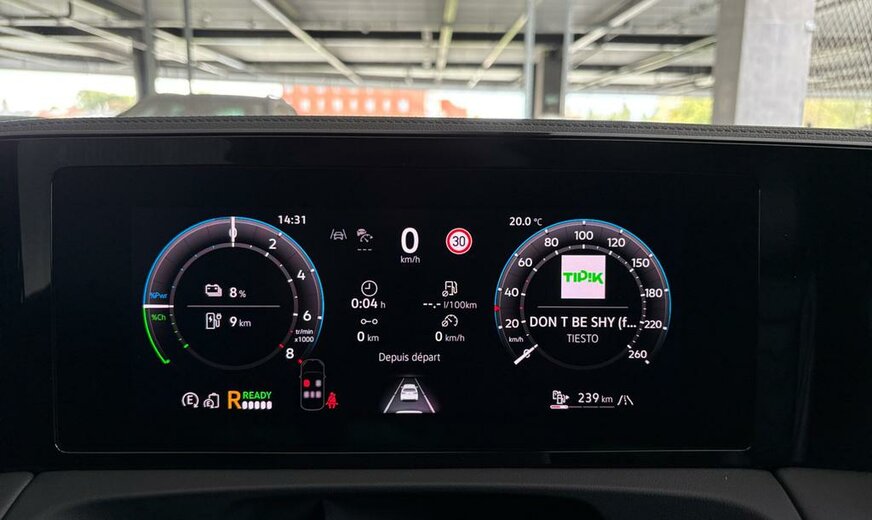 14:31
0
2
4
6
8
tr/min
x1000
%Pwr
%Ch
8 %
9 km
E
E
R READY
0
km/h
30
0:04 h
-.- l/100km
0 km
0 km/h
Depuis départ
20.0 °C
0
20
40
60
80
100
120
150
180
220
260
km/h
TIPIK
DON T BE SHY (f...
TIESTO
239 km